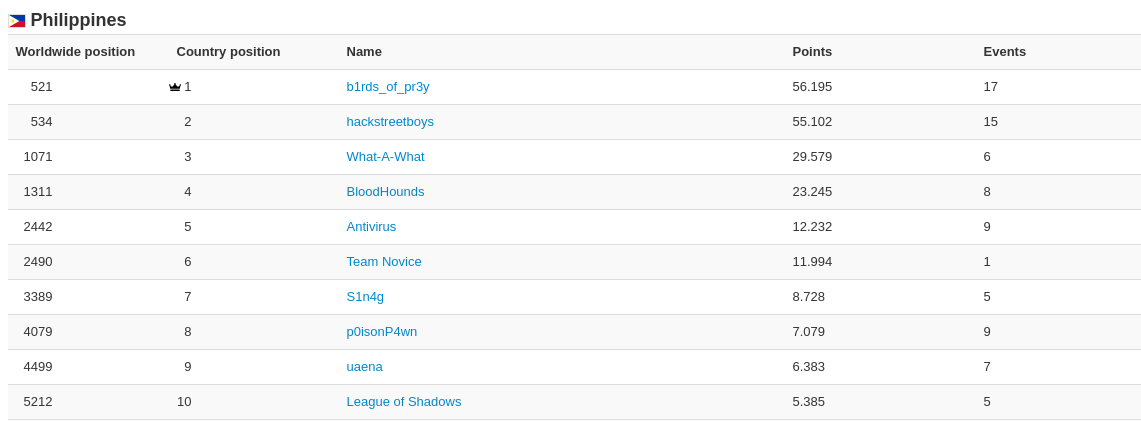 Philippines
Worldwide position Country position Name Points Events
521 1 b1rds_of_pr3y 56.195 17
534 2 hackstreetboys 55.102 15
1071 3 What-A-What 29.579 6
1311 4 BloodHounds 23.245 8
2442 5 Antivirus 12.232 9
2490 6 Team Novice 11.994 1
3389 7 S1n4g 8.728 5
4079 8 p0isonP4wn 7.079 9
4499 9 uaena 6.383 7
5212 10 League of Shadows 5.385 5